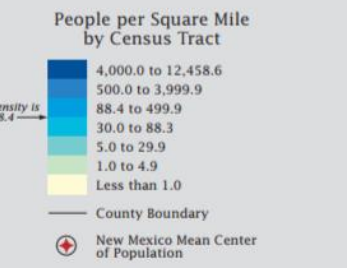 People per Square Mile
by Census Tract
4,000.0 to 12,458.6
500.0 to 3,999.9
88.4 to 499.9
30.0 to 88.3
5.0 to 29.9
1.0 to 4.9
Less than 1.0
County Boundary
New Mexico Mean Center
of Population